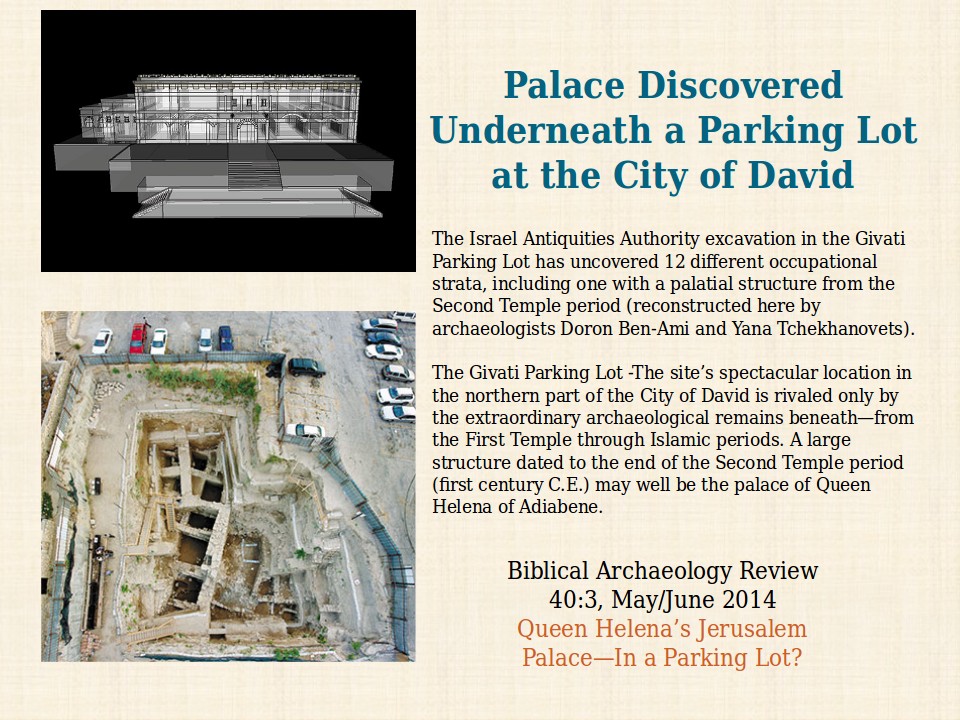 Palace Discovered
Underneath a Parking Lot
at the City of David
The Israel Antiquities Authority excavation in the Givati
Parking Lot has uncovered 12 different occupational
strata, including one with a palatial structure from the
Second Temple period (reconstructed here by
archaeologists Doron Ben-Ami and Yana Tchekhanovets).
The Givati Parking Lot -The site’s spectacular location in
the northern part of the City of David is rivaled only by
the extraordinary archaeological remains beneath—from
the First Temple through Islamic periods. A large
structure dated to the end of the Second Temple period
(first century C.E.) may well be the palace of Queen
Helena of Adiabene.
Biblical Archaeology Review
40:3, May/June 2014
Queen Helena’s Jerusalem
Palace—In a Parking Lot?